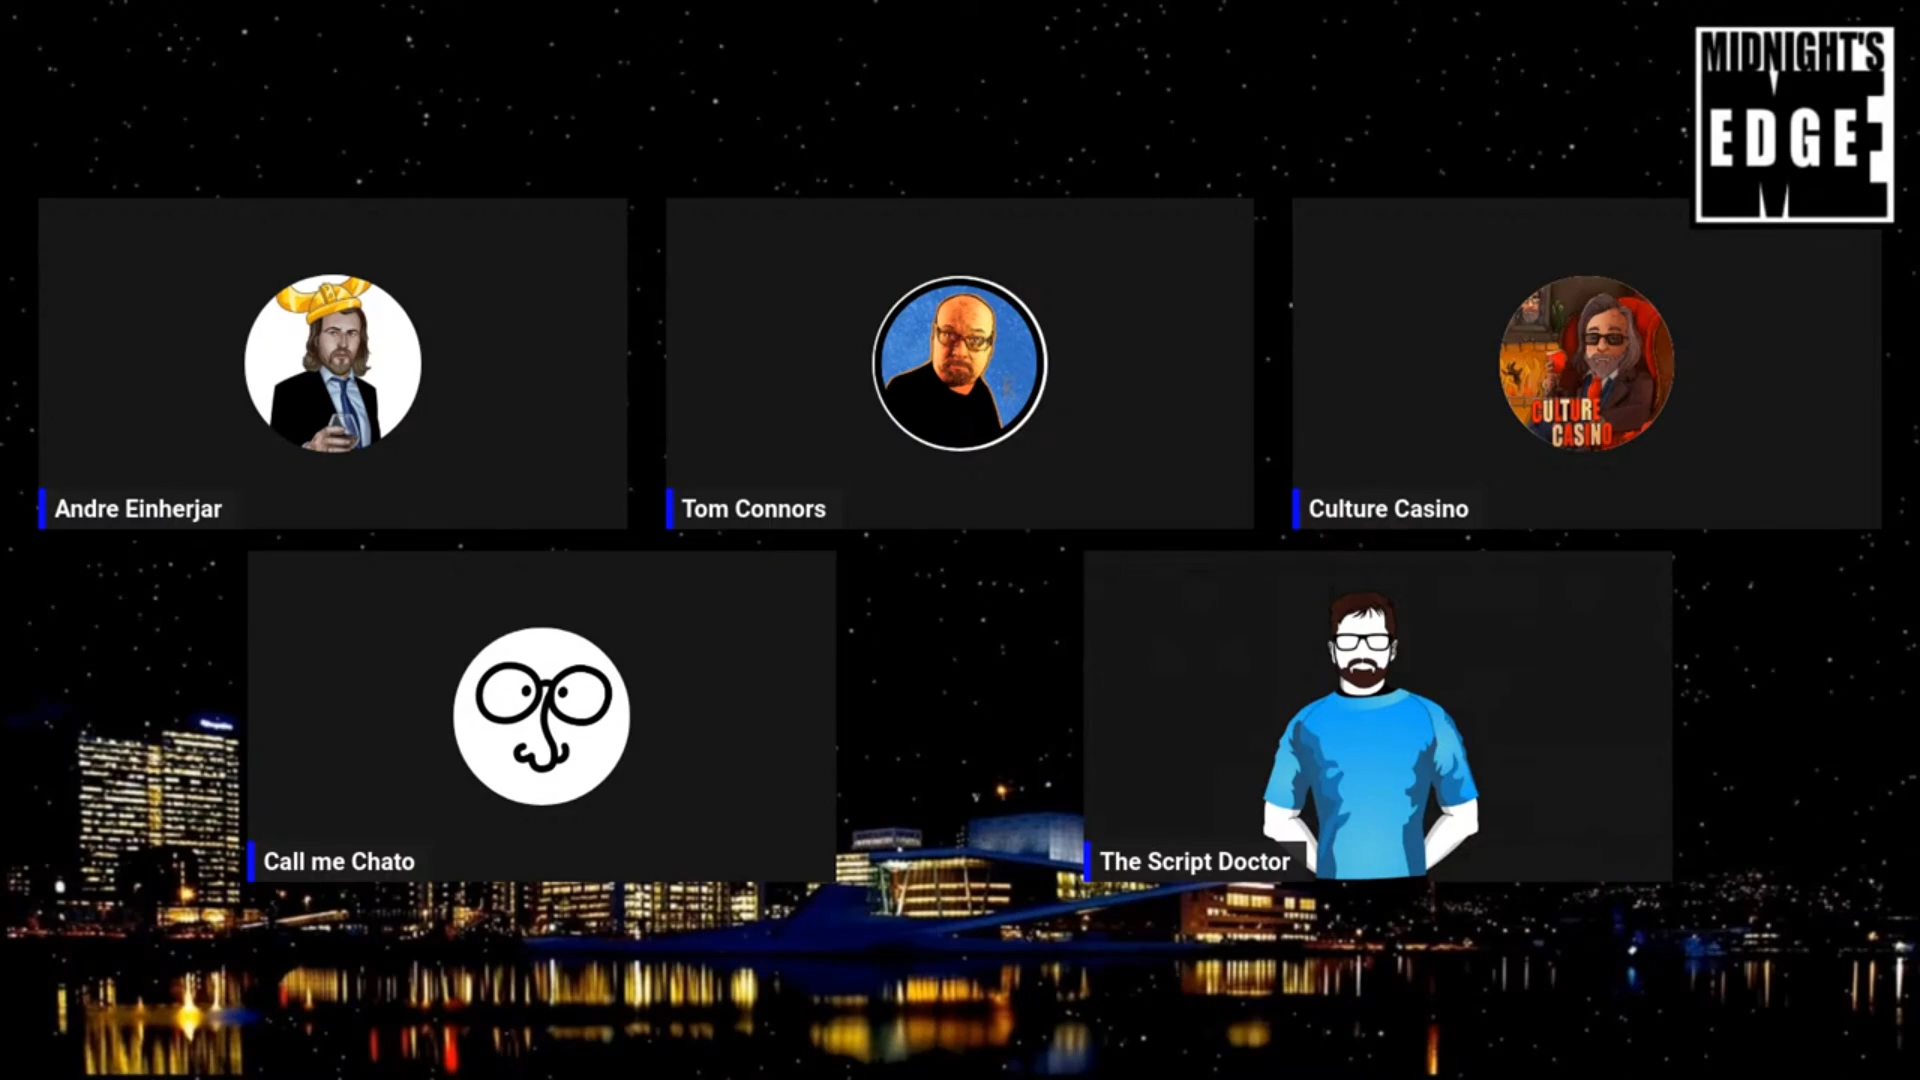 MIDNIGHT'S
EDGE
Andre Einherjar
Tom Connors
CULTURE
CASINO
Culture Casino
Call me Chato
The Script Doctor